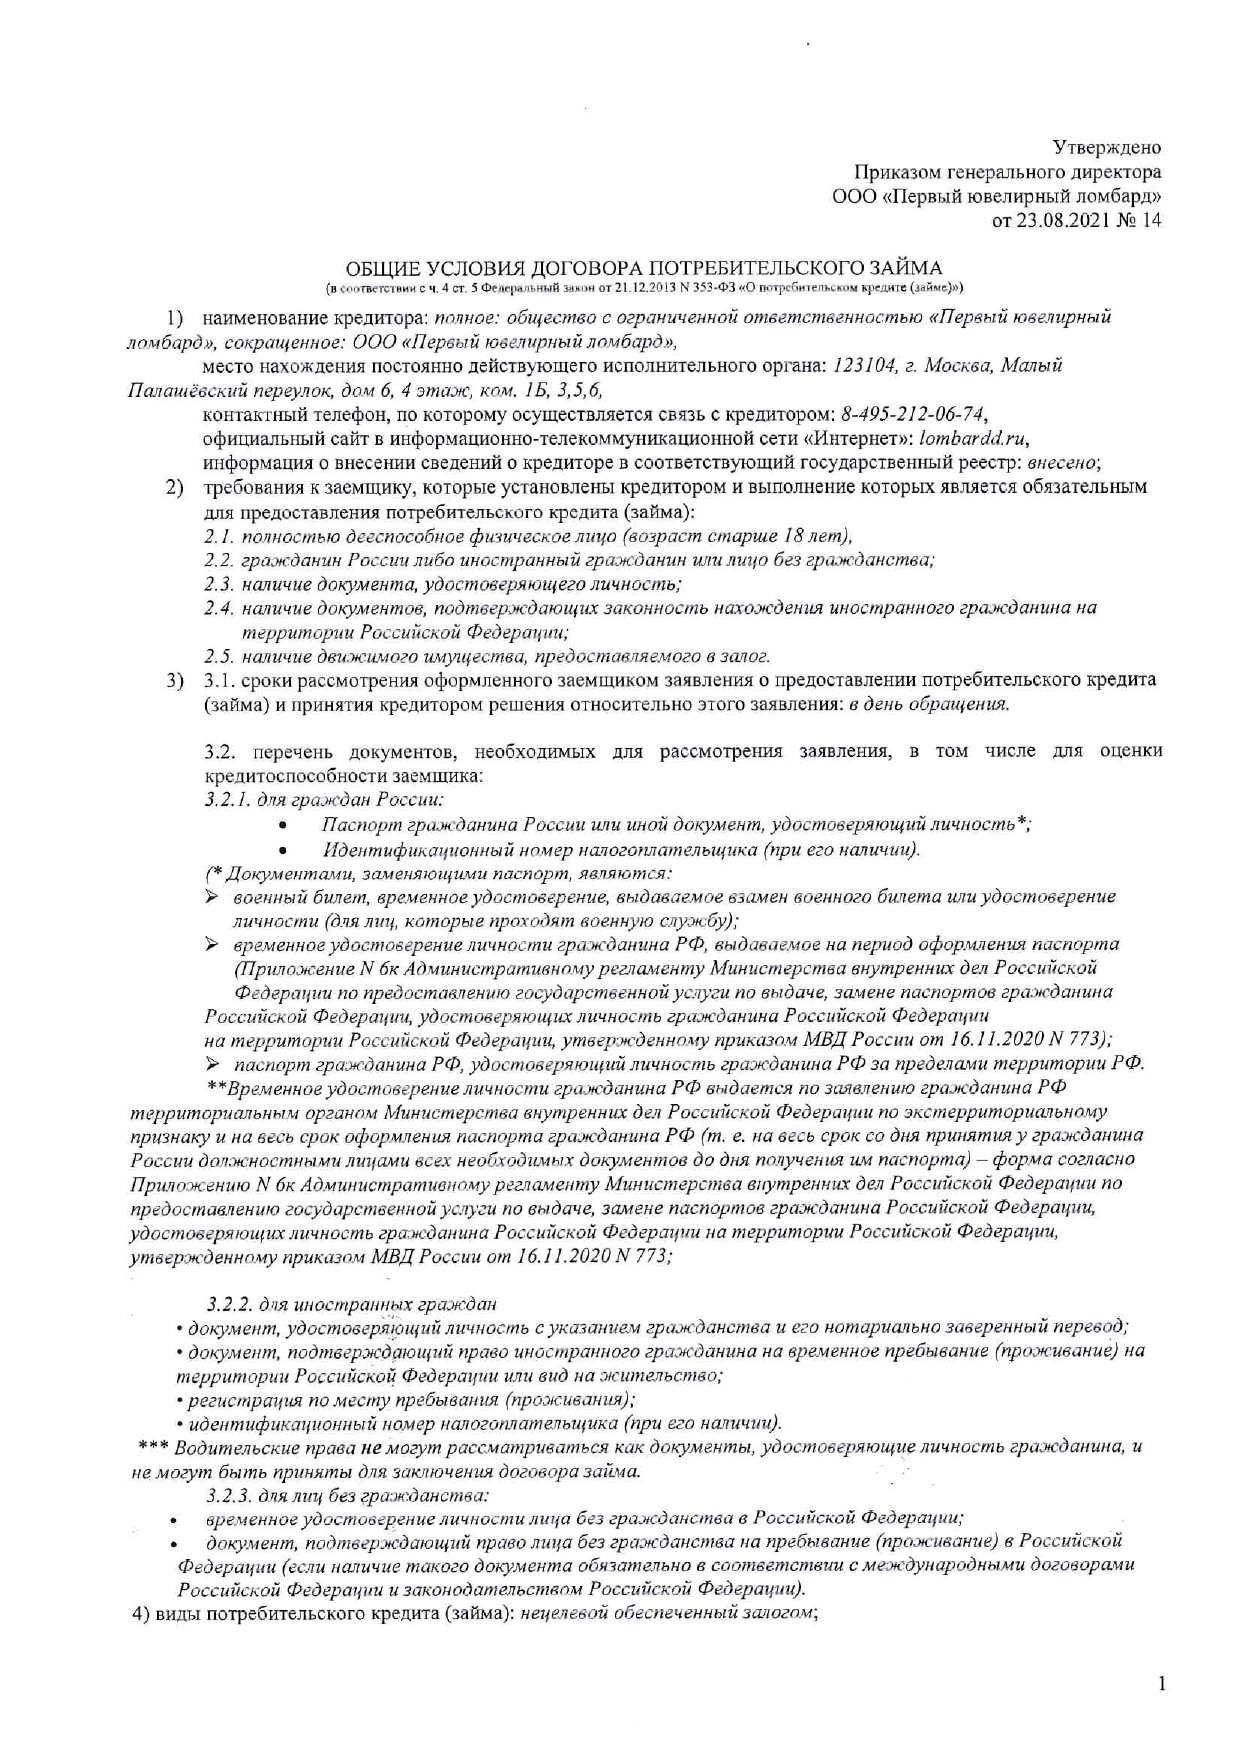 Утверждено
Приказом генерального директора
ООО «Первый ювелирный ломбард»
от 23.08.2021 № 14
ОБЩИЕ УСЛОВИЯ ДОГОВОРА ПОТРЕБИТЕЛЬСКОГО ЗАЙМА
(в соответствии с ч. 4 ст. 5 Федеральный закон от 21.12.2013 N 353-ФЗ «О потребительском кредите (займе)»)
1) наименование кредитора: полное: общество с ограниченной ответственностью «Первый ювелирный
ломбард», сокращенное: ООО «Первый ювелирный ломбард»,
место нахождения постоянно действующего исполнительного органа: 123104, г. Москва, Малый
Палашёвский переулок, дом 6, 4 этаж, ком. 1Б, 3,5,6,
контактный телефон, по которому осуществляется связь с кредитором: 8-495-212-06-74,
официальный сайт в информационно-телекоммуникационной сети «Интернет»: lombardd.ru,
информация о внесении сведений о кредиторе в соответствующий государственный реестр: внесено;
2) требования к заемщику, которые установлены кредитором и выполнение которых является обязательным
для предоставления потребительского кредита (займа):
2.1. полностью дееспособное физическое лицо (возраст старше 18 лет),
2.2. гражданин России либо иностранный гражданин или лицо без гражданства;
2.3. наличие документа, удостоверяющего личность;
2.4. наличие документов, подтверждающих законность нахождения иностранного гражданина на
территории Российской Федерации;
2.5. наличие движимого имущества, предоставляемого в залог.
3) 3.1. сроки рассмотрения оформленного заемщиком заявления о предоставлении потребительского кредита
(займа) и принятия кредитором решения относительно этого заявления: в день обращения.
3.2. перечень документов, необходимых для рассмотрения заявления, в том числе для оценки
кредитоспособности заемщика:
3.2.1. для граждан России:
• Паспорт гражданина России или иной документ, удостоверяющий личность*;
• Идентификационный номер налогоплательщика (при его наличии).
(* Документами, заменяющими паспорт, являются:
➢ военный билет, временное удостоверение, выдаваемое взамен военного билета или удостоверение
личности (для лиц, которые проходят военную службу);
➢ временное удостоверение личности гражданина РФ, выдаваемое на период оформления паспорта
(Приложение N 6к Административному регламенту Министерства внутренних дел Российской
Федерации по предоставлению государственной услуги по выдаче, замене паспортов гражданина
Российской Федерации, удостоверяющих личность гражданина Российской Федерации
на территории Российской Федерации, утвержденному приказом МВД России от 16.11.2020 N 773);
➢ паспорт гражданина РФ, удостоверяющий личность гражданина РФ за пределами территории РФ.
**Временное удостоверение личности гражданина РФ выдается по заявлению гражданина РФ
территориальным органом Министерства внутренних дел Российской Федерации по экстерриториальному
признаку и на весь срок оформления паспорта гражданина РФ (т. е. на весь срок со дня принятия у гражданина
России должностными лицами всех необходимых документов до дня получения им паспорта) – форма согласно
Приложению N 6к Административному регламенту Министерства внутренних дел Российской Федерации по
предоставлению государственной услуги по выдаче, замене паспортов гражданина Российской Федерации,
удостоверяющих личность гражданина Российской Федерации на территории Российской Федерации,
утвержденному приказом МВД России от 16.11.2020 N 773;
3.2.2. для иностранных граждан
• документ, удостоверяющий личность с указанием гражданства и его нотариально заверенный перевод;
• документ, подтверждающий право иностранного гражданина на временное пребывание (проживание) на
территории Российской Федерации или вид на жительство;
• регистрация по месту пребывания (проживания);
• идентификационный номер налогоплательщика (при его наличии).
*** Водительские права не могут рассматриваться как документы, удостоверяющие личность гражданина, и
не могут быть приняты для заключения договора займа.
3.2.3. для лиц без гражданства:
• временное удостоверение личности лица без гражданства в Российской Федерации;
• документ, подтверждающий право лица без гражданства на пребывание (проживание) в Российской
Федерации (если наличие такого документа обязательно в соответствии с международными договорами
Российской Федерации и законодательством Российской Федерации).
4) виды потребительского кредита (займа): нецелевой обеспеченный залогом;
1